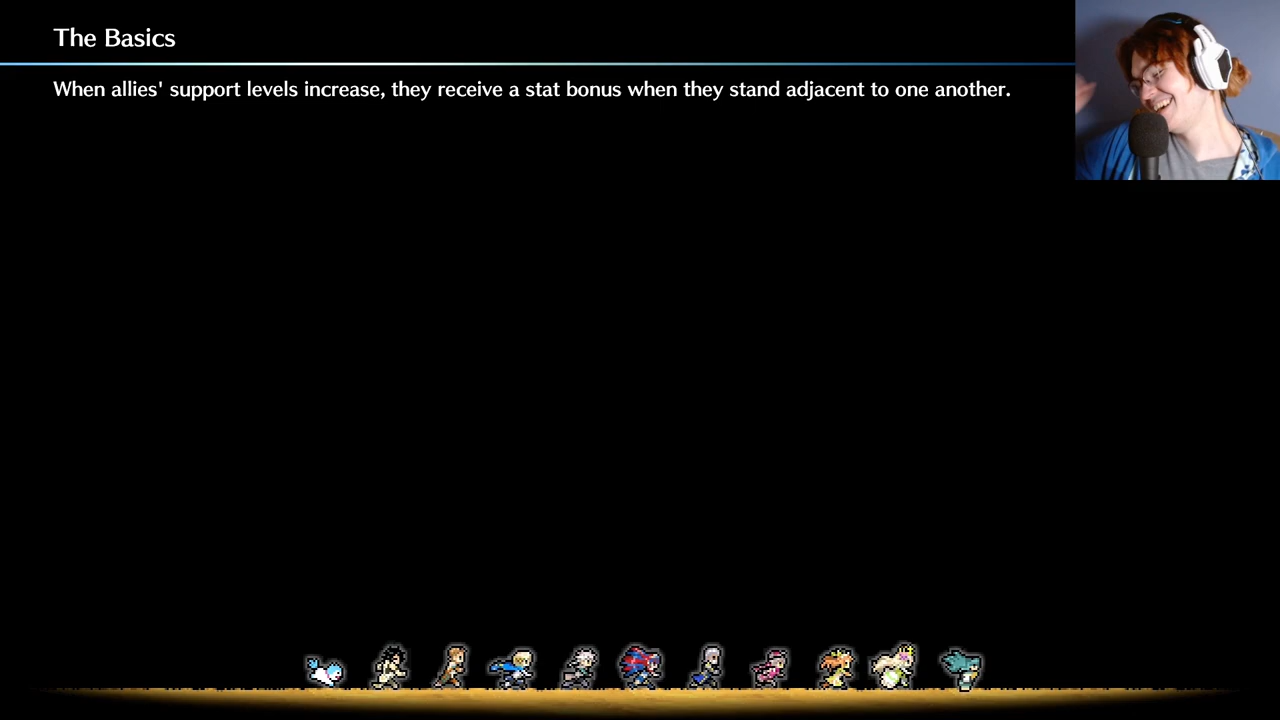 The Basics
When allies' support levels increase, they receive a stat bonus when they stand adjacent to one another.